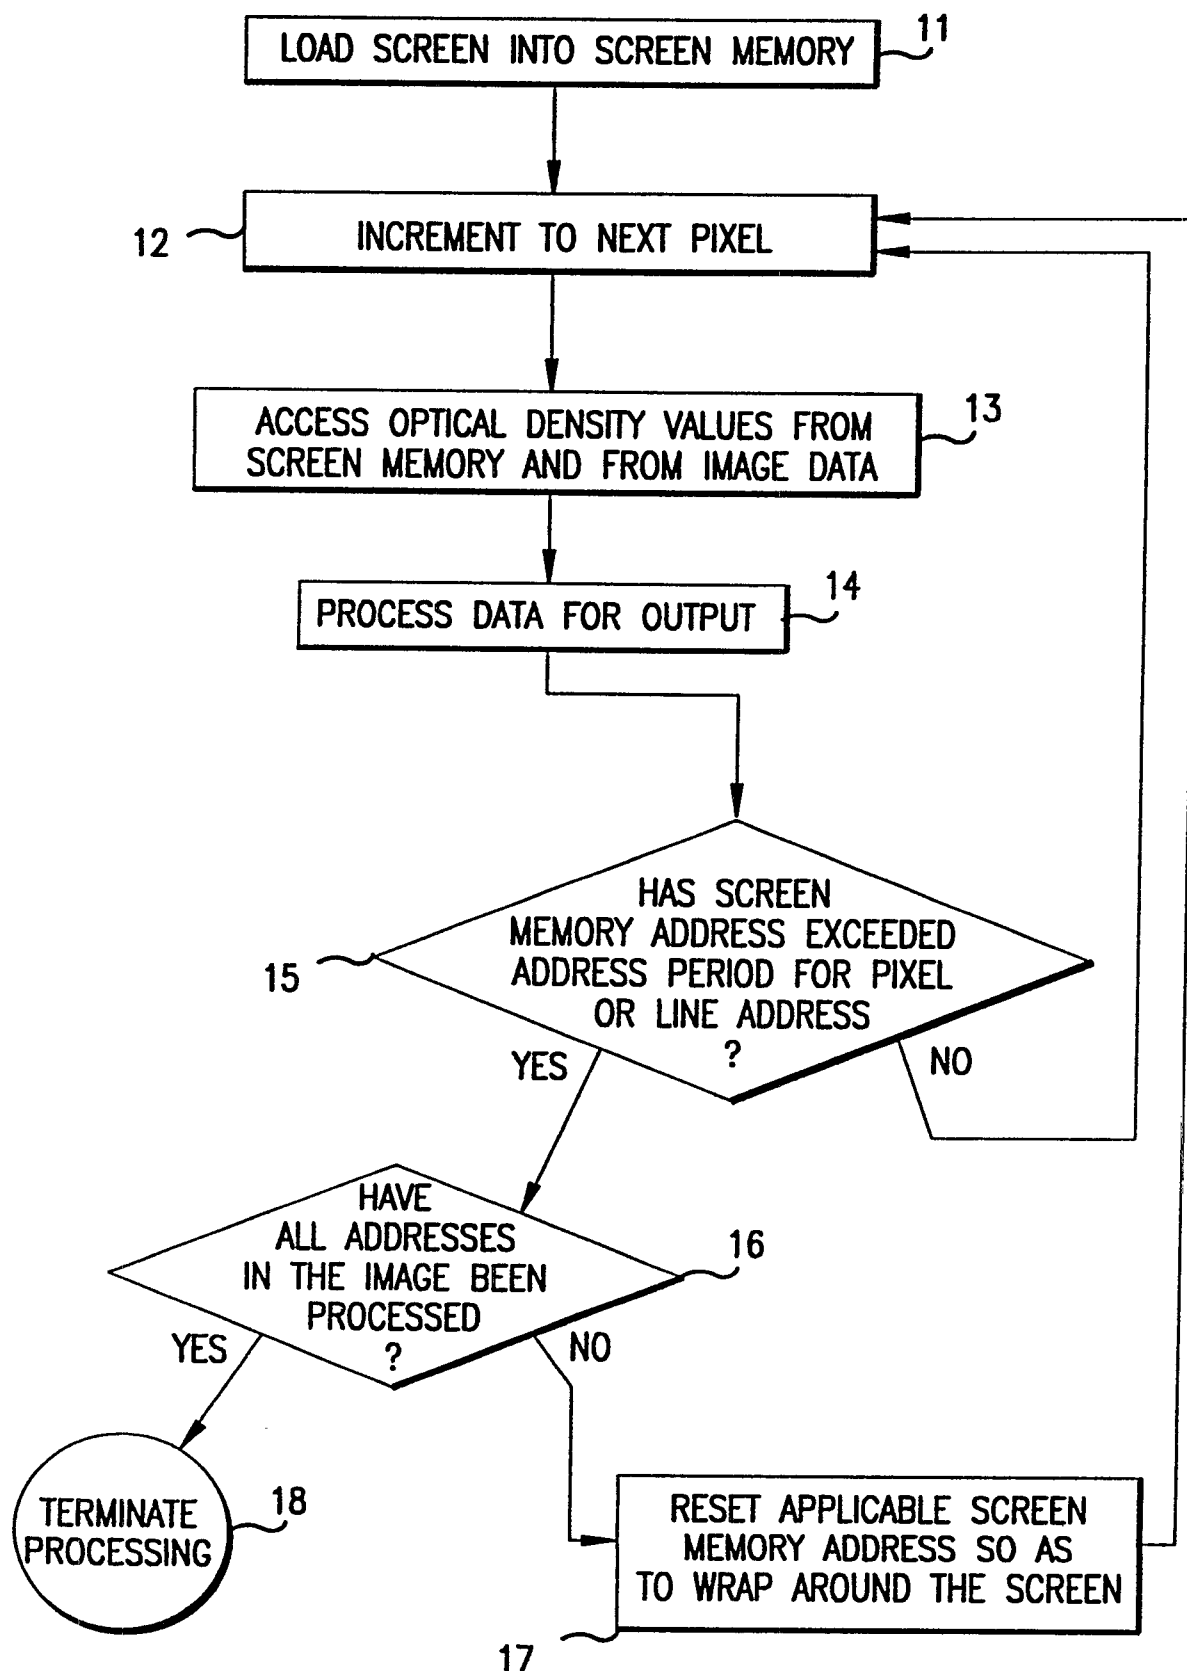 LOAD SCREEN INTO SCREEN MEMORY
11
INCREMENT TO NEXT PIXEL
12
ACCESS OPTICAL DENSITY VALUES FROM
SCREEN MEMORY AND FROM IMAGE DATA
13
PROCESS DATA FOR OUTPUT
14
HAS SCREEN
MEMORY ADDRESS EXCEEDED
ADDRESS PERIOD FOR PIXEL
OR LINE ADDRESS
?
15
YES
NO
HAVE
ALL ADDRESSES
IN THE IMAGE BEEN
PROCESSED
?
16
YES
NO
TERMINATE
PROCESSING
18
RESET APPLICABLE SCREEN
MEMORY ADDRESS SO AS
TO WRAP AROUND THE SCREEN
17